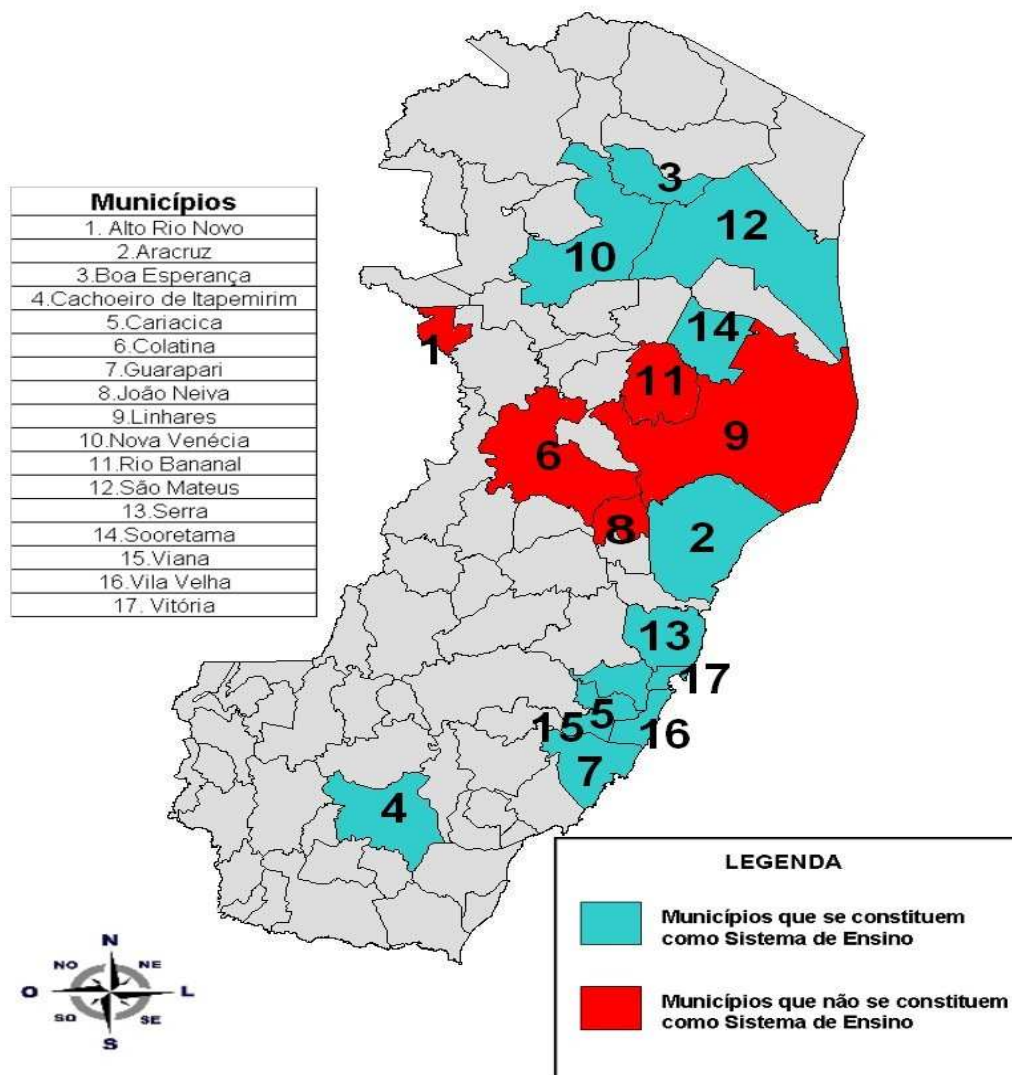 Municípios
1. Alto Rio Novo
2.Aracruz
3.Boa Esperança
4.Cachoeiro de Itapemirim
5.Cariacica
6.Colatina
7.Guarapari
8.João Neiva
9.Linhares
10.Nova Venécia
11.Rio Bananal
12.São Mateus
13.Serra
14.Sooretama
15.Viana
16.Vila Velha
17. Vitória
3
12
10
14
1
11
9
6
8
2
13
17
5
15
16
7
4
LEGENDA
Municípios que se constituem
como Sistema de Ensino
Municípios que não se constituem
como Sistema de Ensino
N
NO
NE
O
L
SO
SE
S